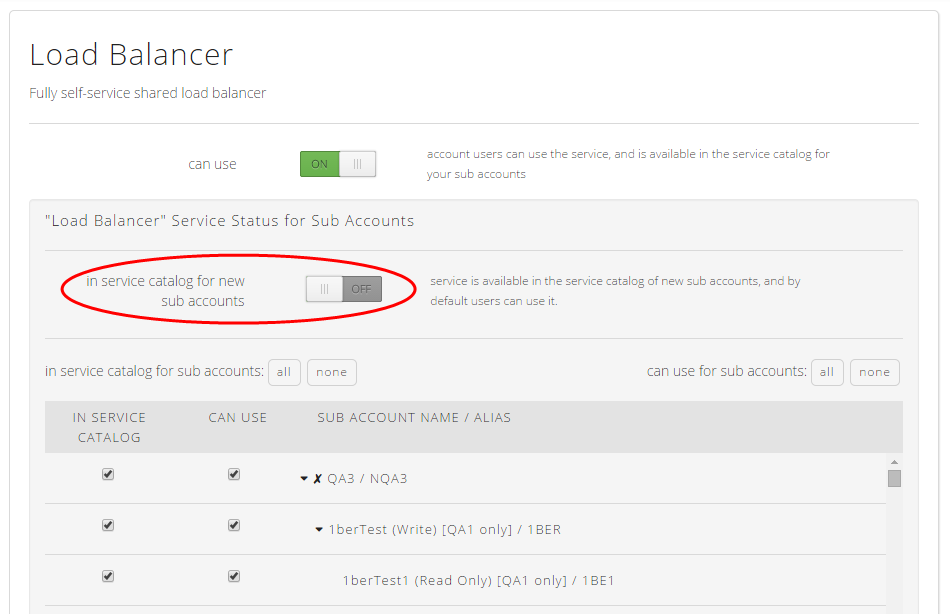 Load Balancer
Fully self-service shared load balancer
can use
ON
account users can use the service, and is available in the service catalog for
your sub accounts
"Load Balancer" Service Status for Sub Accounts
in service catalog for new
sub accounts
OFF
service is available in the service catalog of new sub accounts, and by
default users can use it.
in service catalog for sub accounts: all none
can use for sub accounts: all none
IN SERVICE
CATALOG
CAN USE
SUB ACCOUNT NAME / ALIAS
✗ QA3 / NQA3
1berTest (Write) [QA1 only] / 1BER
1berTest1 (Read Only) [QA1 only] / 1BE1